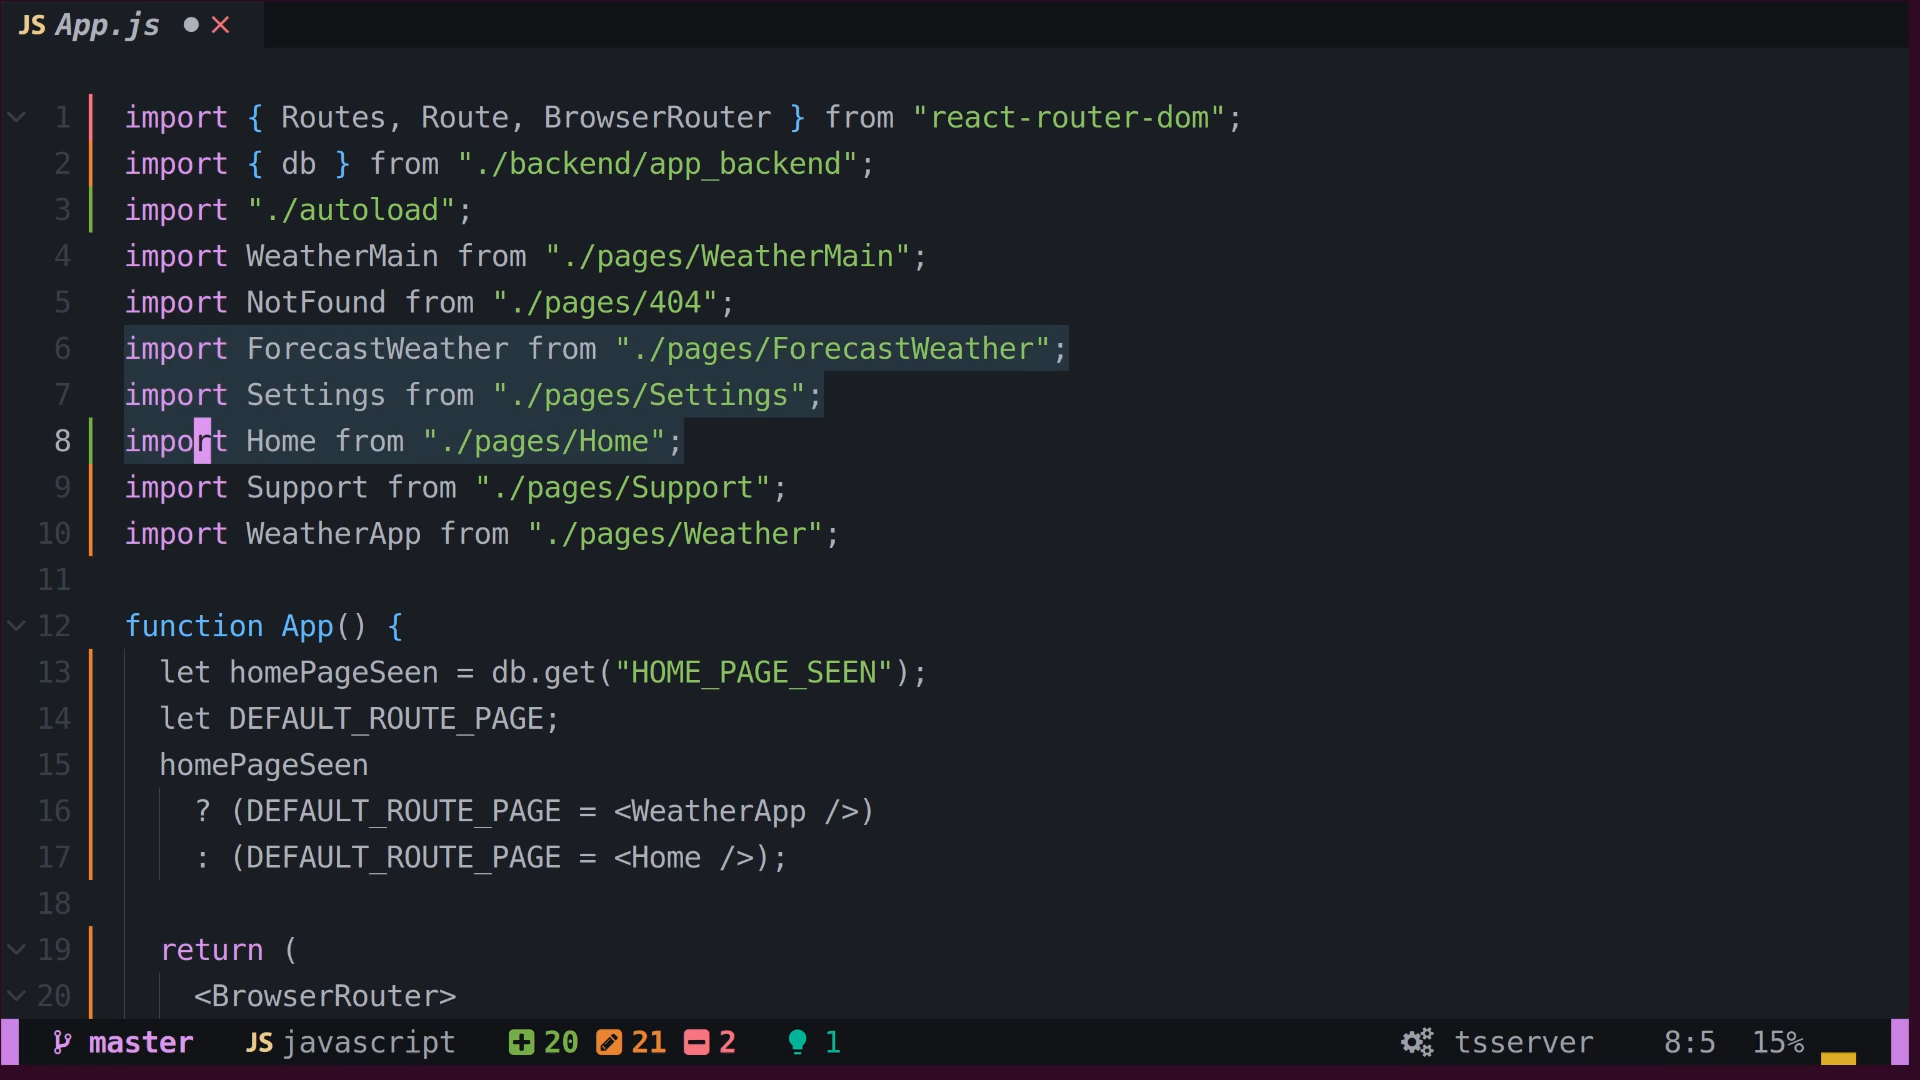 JS App.js
1 import { Routes, Route, BrowserRouter } from "react-router-dom";
2 import { db } from "./backend/app_backend";
3 import "./autoload";
4 import WeatherMain from "./pages/WeatherMain";
5 import NotFound from "./pages/404";
6 import ForecastWeather from "./pages/ForecastWeather";
7 import Settings from "./pages/Settings";
8 import Home from "./pages/Home";
9 import Support from "./pages/Support";
10 import WeatherApp from "./pages/Weather";
11
12 function App() {
13   let homePageSeen = db.get("HOME_PAGE_SEEN");
14   let DEFAULT_ROUTE_PAGE;
15   homePageSeen
16     ? (DEFAULT_ROUTE_PAGE = <WeatherApp />)
17     : (DEFAULT_ROUTE_PAGE = <Home />);
18
19   return (
20     <BrowserRouter>
master JS javascript 20 21 2 1 tsserver 8:5 15%